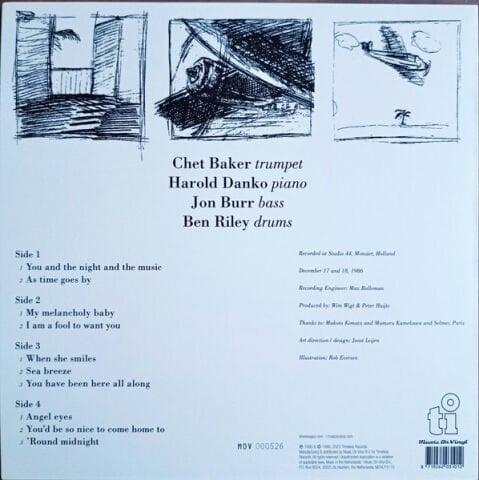 Chet Baker trumpet
Harold Danko piano
Jon Burr bass
Ben Riley drums
Side 1
1 You and the night and the music
2 As time goes by
Side 2
1 My melancholy baby
2 I am a fool to want you
Side 3
1 When she smiles
2 Sea breeze
3 You have been here all along
Side 4
1 Angel eyes
2 You'd be so nice to come home to
3 'Round midnight
Recorded at Studio 44, Monster, Holland
December 17 and 18, 1986
Recording Engineer: Max Bolleman
Produced by: Wim Wigt & Peter Huijts
Thanks to: Makoto Kimata and Mamoru Kamekawa and Selmer, Paris
Art direction / design: Joost Leijen
Illustration: Rob Eversen
ti
Music On Vinyl
MOV 000526